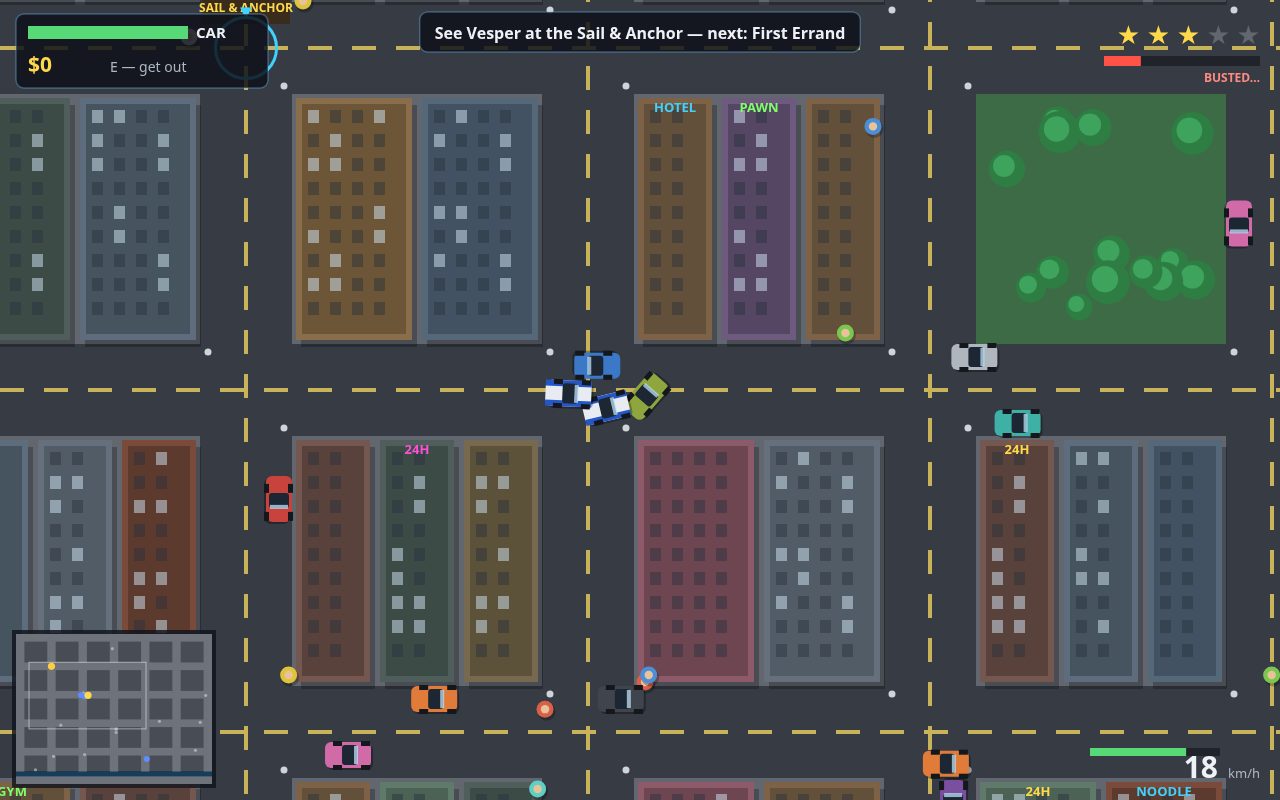 SAIL & ANCHOR
CAR
$0
E — get out
See Vesper at the Sail & Anchor — next: First Errand
BUSTED...
HOTEL
PAWN
24H
24H
18 km/h
GYM
24H
NOODLE